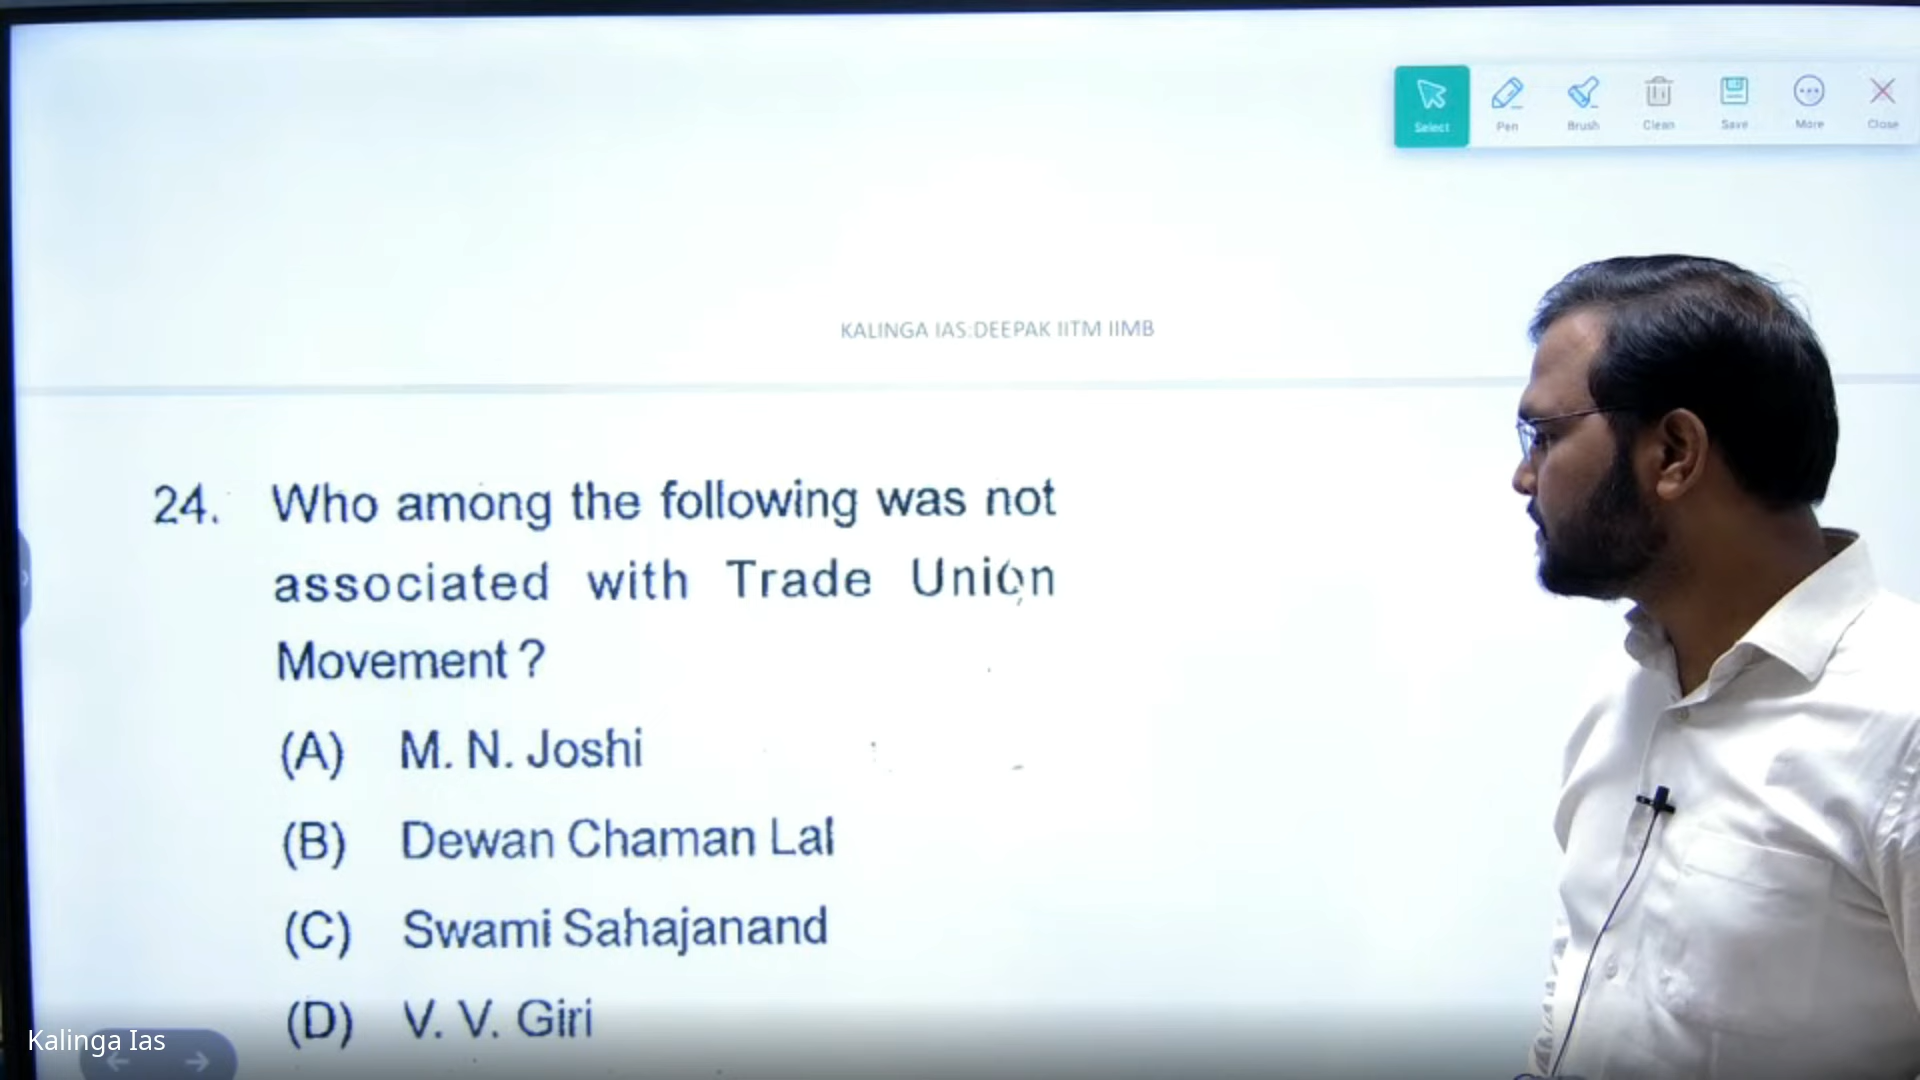 Select Pen Brush Clean Save More Close
KALINGA IAS:DEEPAK IITM IIMB
24. Who among the following was not
associated with Trade Union
Movement ?
(A) M. N. Joshi
(B) Dewan Chaman Lal
(C) Swami Sahajanand
(D) V. V. Giri
Kalinga Ias